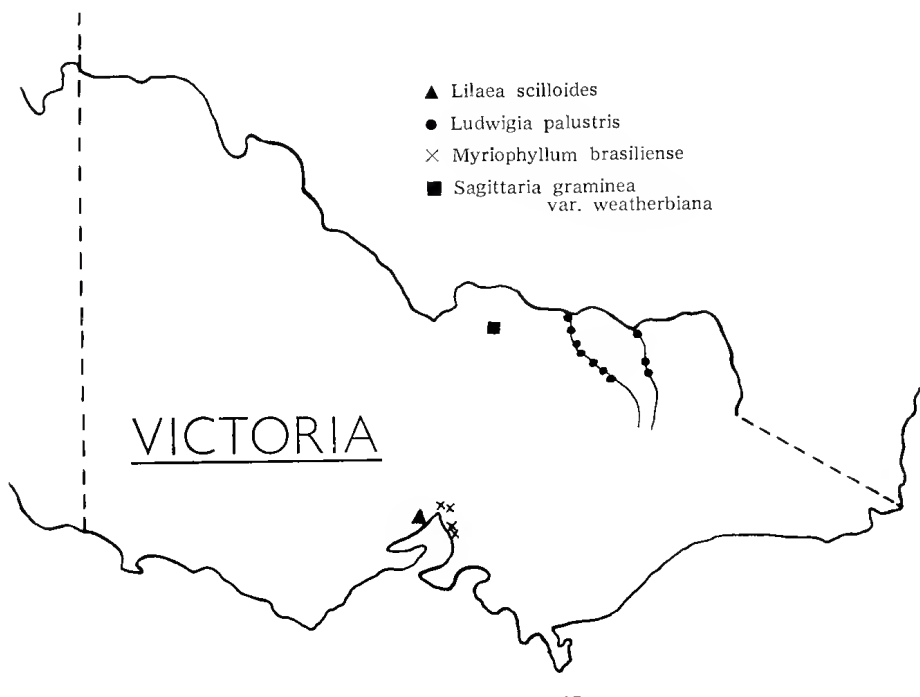 Lilaea scilloides
Ludwigia palustris
Myriophyllum brasiliense
Sagittaria graminea
var. weatherbiana
VICTORIA